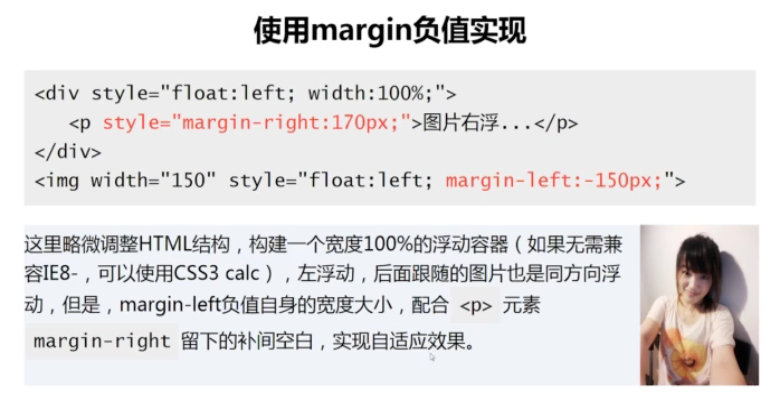 使用margin负值实现
<div style="float:left; width:100%;">
<p style="margin-right:170px;">图片右浮...</p>
</div>
<img width="150" style="float:left; margin-left:-150px;">
这里略微调整HTML结构，构建一个宽度100%的浮动容器（如果无需兼
容IE8-，可以使用CSS3 calc），左浮动，后面跟随的图片也是同方向浮
动，但是，margin-left负值自身的宽度大小，配合 <p> 元素
margin-right 留下的补间空白，实现自适应效果。